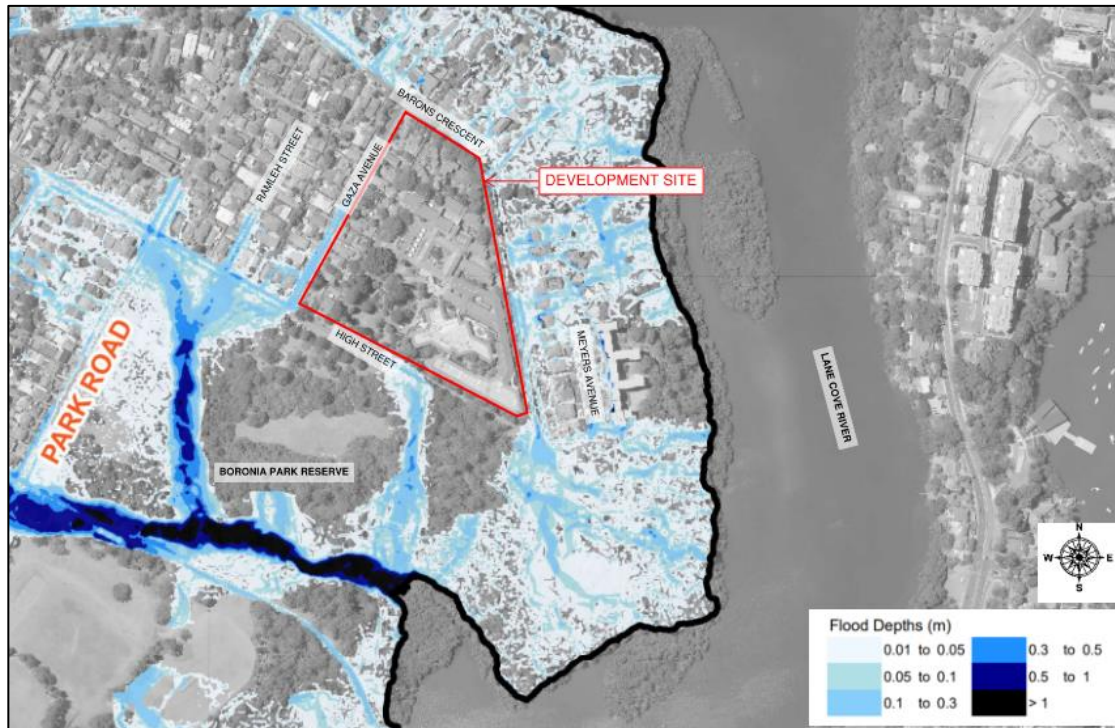 BARONS CRESCENT
RAMLEH STREET
GAZA AVENUE
DEVELOPMENT SITE
PARK ROAD
HIGH STREET
MEYERS AVENUE
LANE COVE RIVER
BORONIA PARK RESERVE
N
W E
S
Flood Depths (m)
0.01 to 0.05
0.05 to 0.1
0.1 to 0.3
0.3 to 0.5
0.5 to 1
> 1